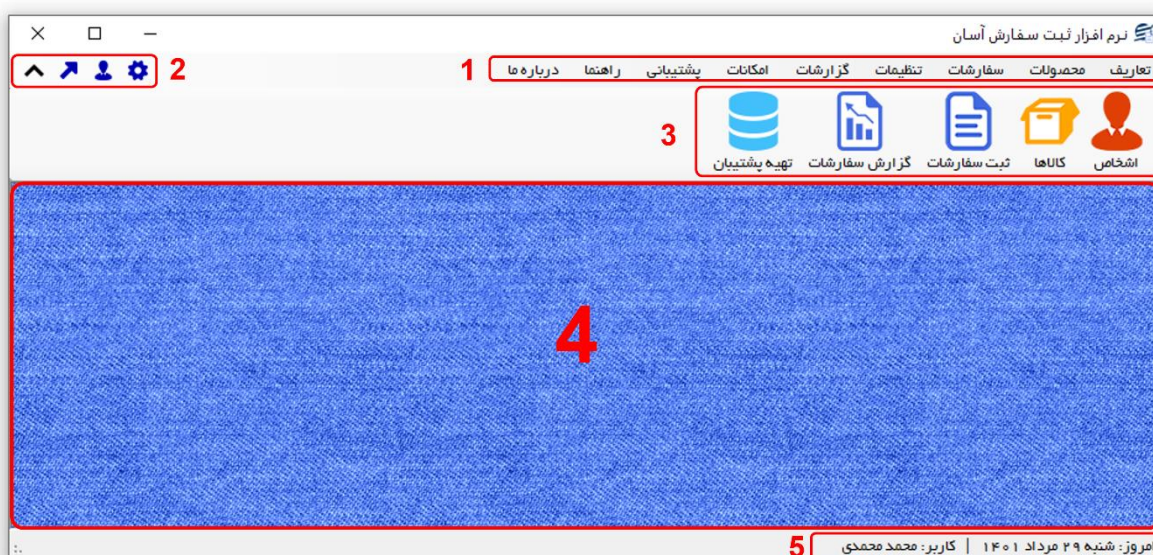 نرم افزار ثبت سفارش آسان
تعاریف محصولات سفارشات تنظیمات گزارشات امکانات پشتیبانی راهنما درباره ما
1
2
3
اشخاص کالاها ثبت سفارشات گزارش سفارشات تهیه پشتیبان
4
امروز: شنبه ۲۹ مرداد ۱۴۰۱ | کاربر: محمد محمدی
5